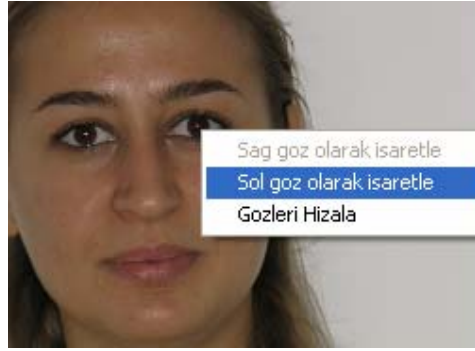 Sag goz olarak isaretle
Sol goz olarak isaretle
Gozleri Hizala